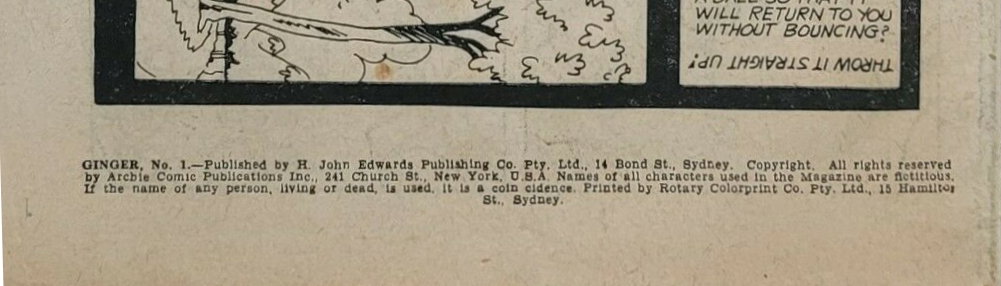 WILL RETURN TO YOU
WITHOUT BOUNCING?
THROW IT STRAIGHT UP!
GINGER, No. 1.—Published by H. John Edwards Publishing Co. Pty. Ltd., 14 Bond St., Sydney. Copyright. All rights reserved
by Archie Comic Publications Inc., 241 Church St., New York, U.S.A. Names of all characters used in the Magazine are fictitious.
If the name of any person, living or dead, is used, it is a coin cidence. Printed by Rotary Colorprint Co. Pty. Ltd., 15 Hamilton
St., Sydney.